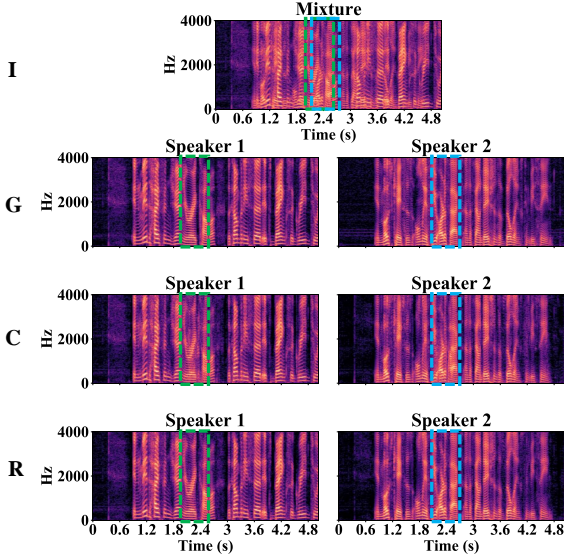 Mixture
I
Hz
4000
2000
0
0 0.6 1.2 1.8 2.4 3 3.6 4.2 4.8
Time (s)
Speaker 1 Speaker 2
G
Hz
4000
2000
0
Speaker 1 Speaker 2
C
Hz
4000
2000
0
Speaker 1 Speaker 2
R
Hz
4000
2000
0
0 0.6 1.2 1.8 2.4 3 3.6 4.2 4.8 0 0.6 1.2 1.8 2.4 3 3.6 4.2 4.8
Time (s) Time (s)